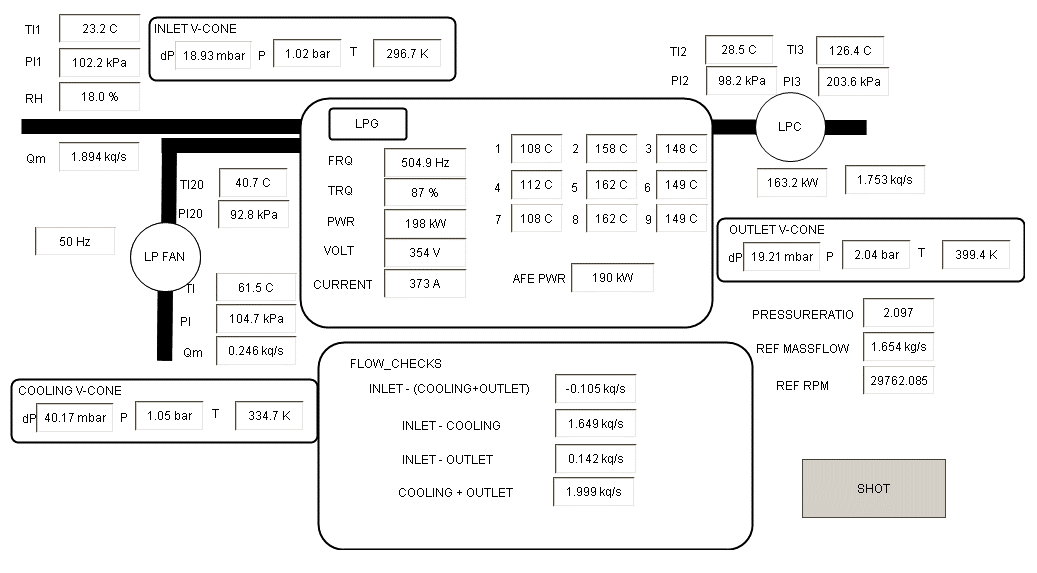 TI1 23.2 C
INLET V-CONE
dP 18.93 mbar P 1.02 bar T 296.7 K
PI1 102.2 kPa
RH 18.0 %
TI2 28.5 C TI3 126.4 C
PI2 98.2 kPa PI3 203.6 kPa
LPC
163.2 kW 1.753 kg/s
Qm 1.894 kg/s
LPG
FRQ 504.9 Hz
TRQ 87 %
PWR 198 kW
VOLT 354 V
CURRENT 373 A
1 108 C 2 158 C 3 148 C
4 112 C 5 162 C 6 149 C
7 108 C 8 162 C 9 149 C
AFE PWR 190 kW
TI20 40.7 C
PI20 92.8 kPa
50 Hz
LP FAN
TI 61.5 C
PI 104.7 kPa
Qm 0.246 kg/s
OUTLET V-CONE
dP 19.21 mbar P 2.04 bar T 399.4 K
PRESSURERATIO 2.097
REF MASSFLOW 1.654 kg/s
REF RPM 29762.085
COOLING V-CONE
dP 40.17 mbar P 1.05 bar T 334.7 K
FLOW_CHECKS
INLET - (COOLING+OUTLET) -0.105 kg/s
INLET - COOLING 1.649 kg/s
INLET - OUTLET 0.142 kg/s
COOLING + OUTLET 1.999 kg/s
SHOT